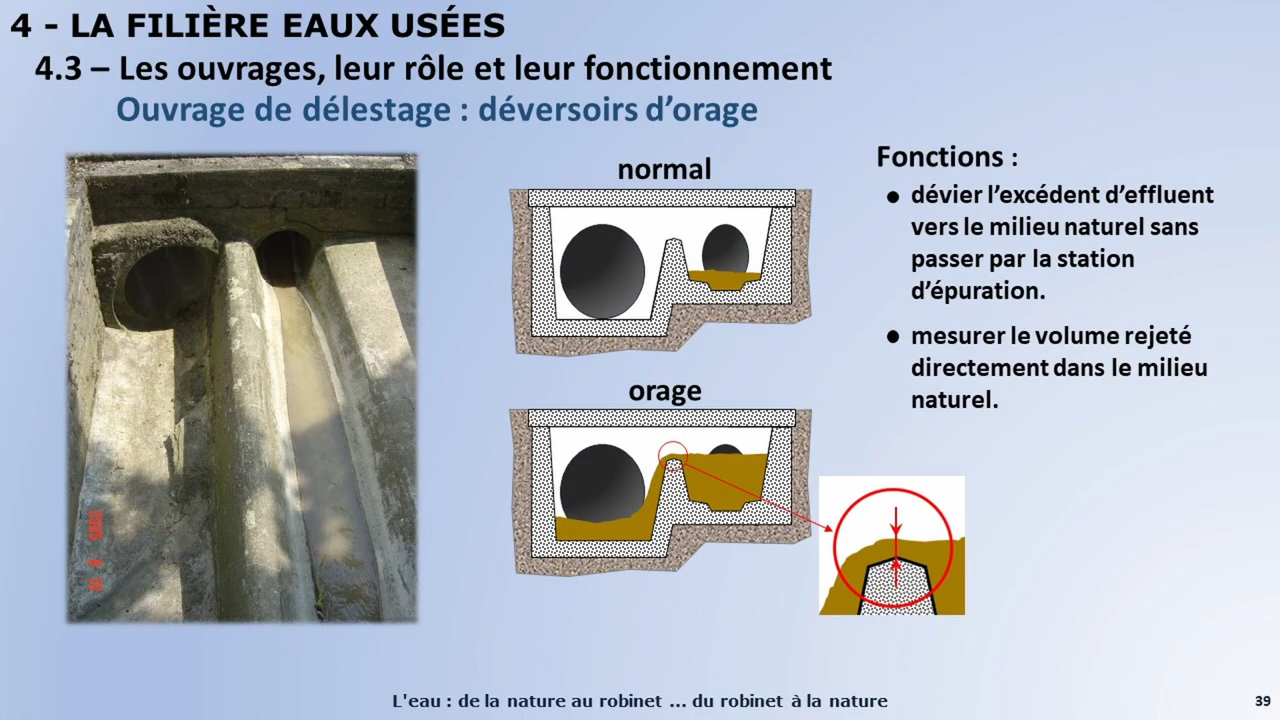 4 - LA FILIÈRE EAUX USÉES
4.3 – Les ouvrages, leur rôle et leur fonctionnement
Ouvrage de délestage : déversoirs d’orage
normal
orage
Fonctions :
● dévier l’excédent d’effluent
vers le milieu naturel sans
passer par la station
d’épuration.
● mesurer le volume rejeté
directement dans le milieu
naturel.
L'eau : de la nature au robinet ... du robinet à la nature
39